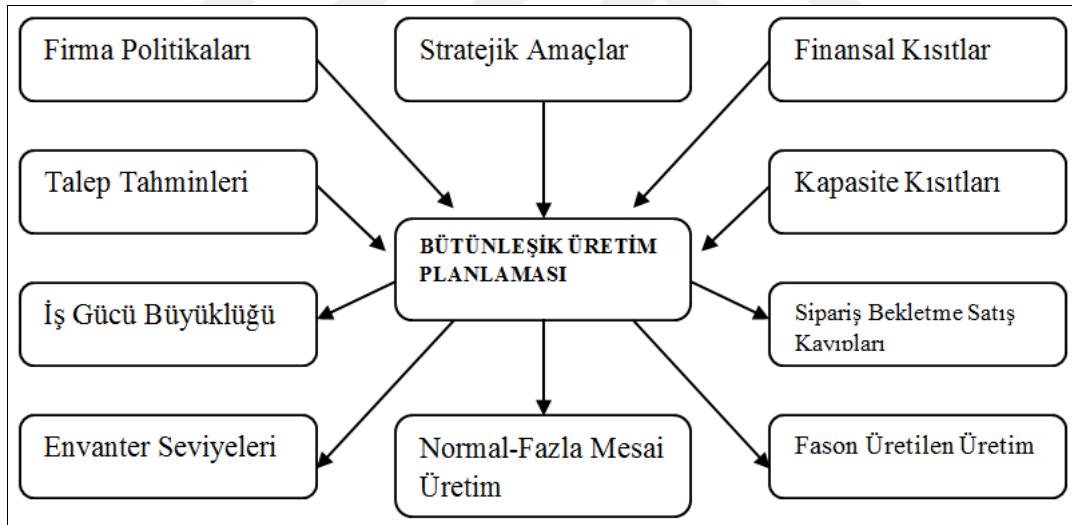 Firma Politikaları
Stratejik Amaçlar
Finansal Kısıtlar
Talep Tahminleri
Kapasite Kısıtları
BÜTÜNLEŞİK ÜRETİM
PLANLAMASI
İş Gücü Büyüklüğü
Sipariş Bekletme Satış
Kayıpları
Envanter Seviyeleri
Normal-Fazla Mesai
Üretim
Fason Üretilen Üretim